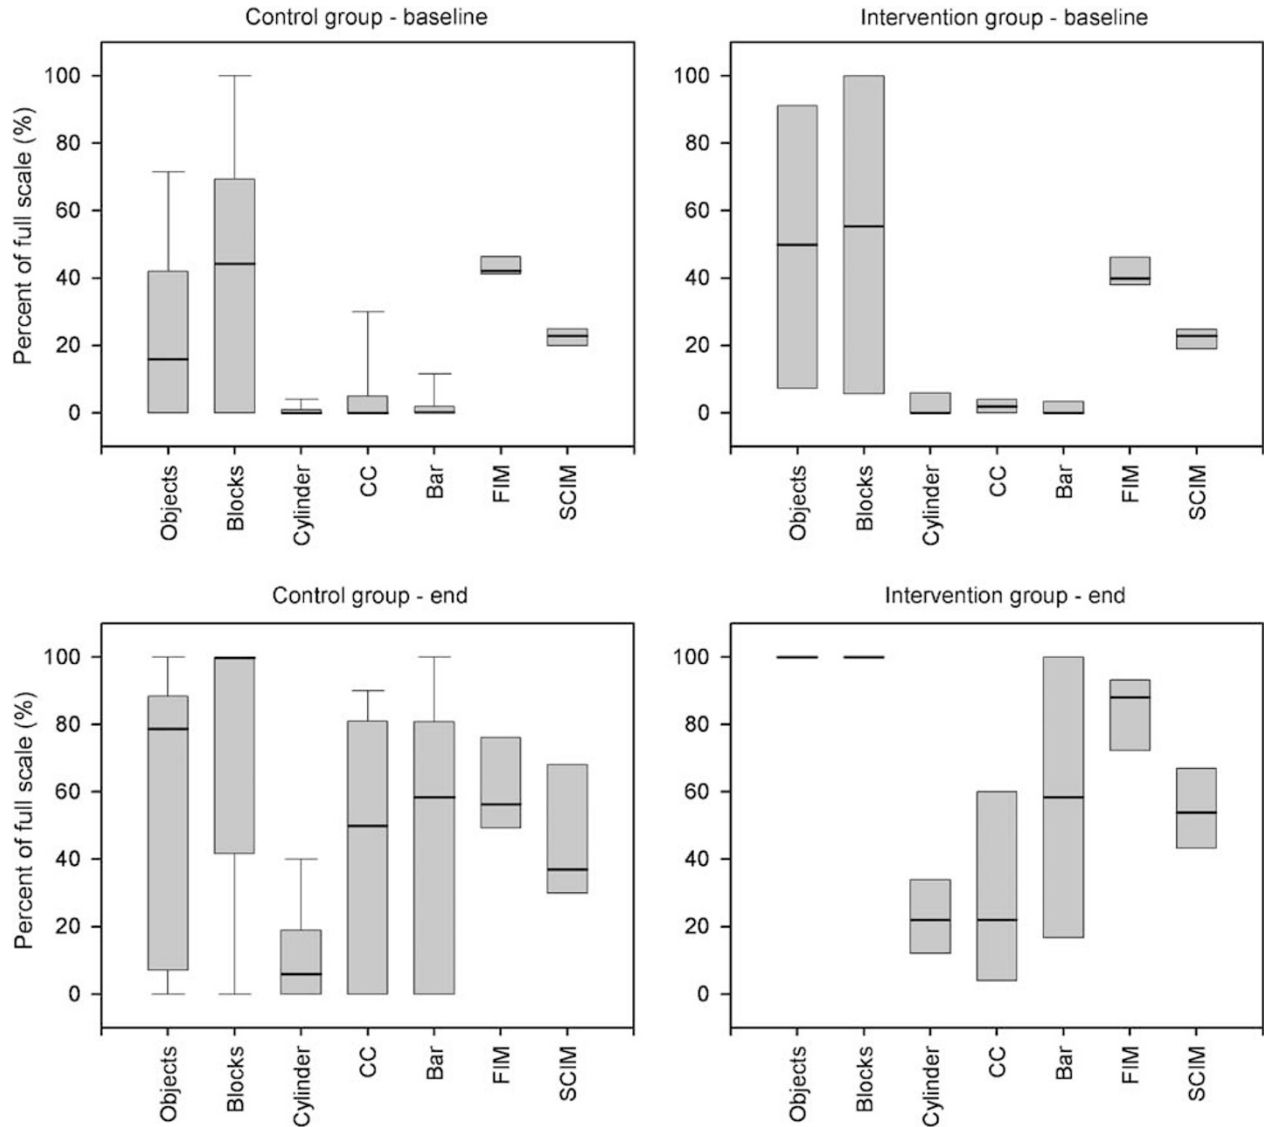 Control group - baseline
Intervention group - baseline
Percent of full scale (%)
100
80
60
40
20
0
100
80
60
40
20
0
Objects
Blocks
Cylinder
CC
Bar
FIM
SCIM
Objects
Blocks
Cylinder
CC
Bar
FIM
SCIM
Control group - end
Intervention group - end
Percent of full scale (%)
100
80
60
40
20
0
100
80
60
40
20
0
Objects
Blocks
Cylinder
CC
Bar
FIM
SCIM
Objects
Blocks
Cylinder
CC
Bar
FIM
SCIM